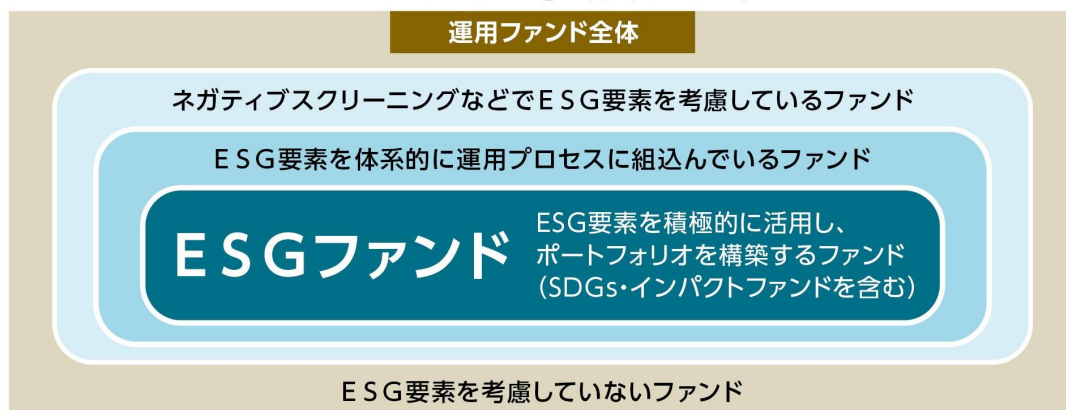 運用ファンド全体
ネガティブスクリーニングなどでESG要素を考慮しているファンド
ESG要素を体系的に運用プロセスに組込んでいるファンド
ESGファンド
ESG要素を積極的に活用し、
ポートフォリオを構築するファンド
(SDGs・インパクトファンドを含む)
ESG要素を考慮していないファンド